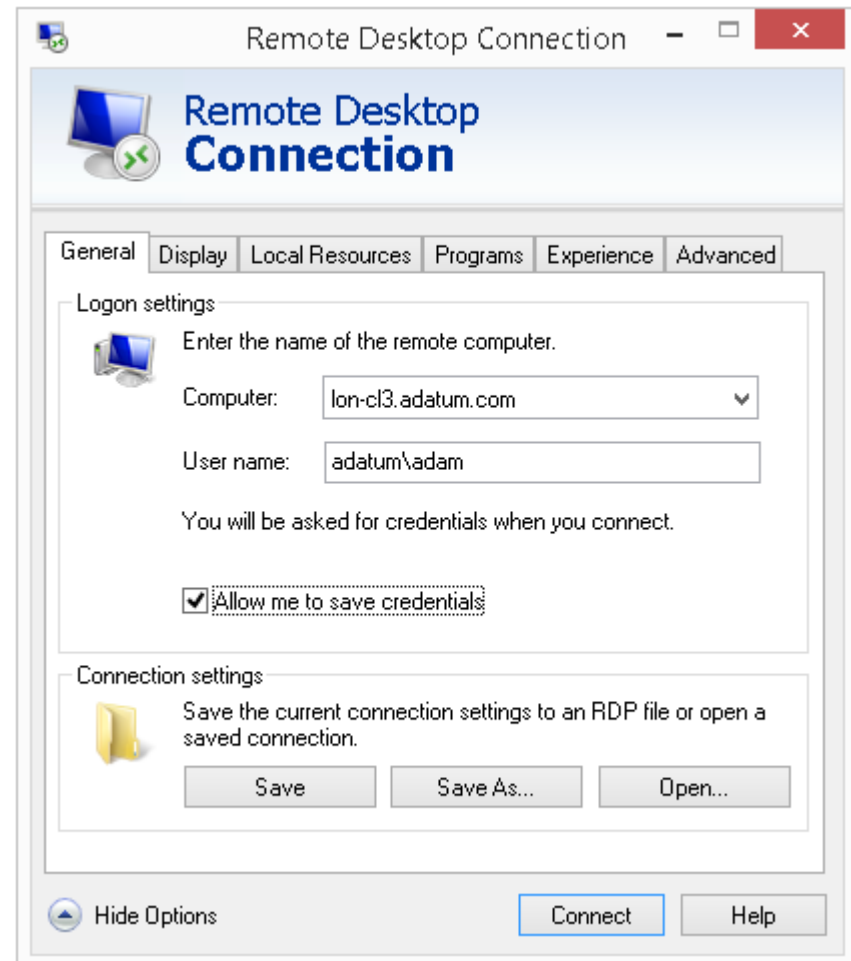 Remote Desktop Connection
Remote Desktop
Connection
General Display Local Resources Programs Experience Advanced
Logon settings
Enter the name of the remote computer.
Computer: lon-cl3.adatum.com
User name: adatum\adam
You will be asked for credentials when you connect.
Allow me to save credentials
Connection settings
Save the current connection settings to an RDP file or open a
saved connection.
Save Save As... Open...
Hide Options Connect Help